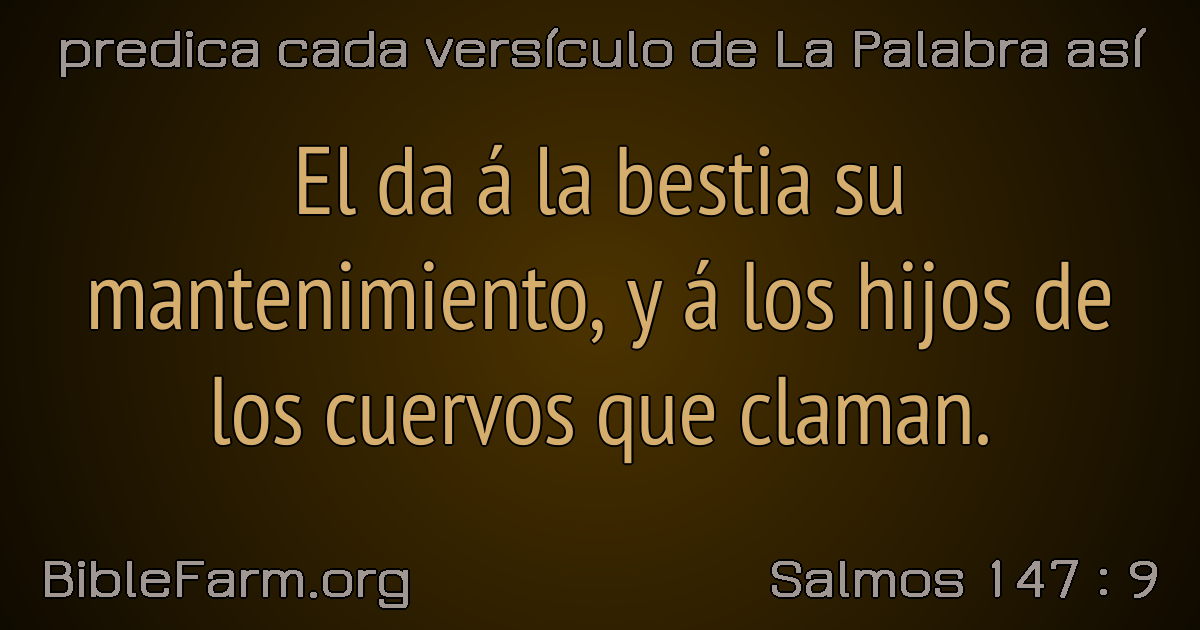 predica cada versículo de La Palabra así
El da á la bestia su
mantenimiento, y á los hijos de
los cuervos que claman.
BibleFarm.org
Salmos 147 : 9